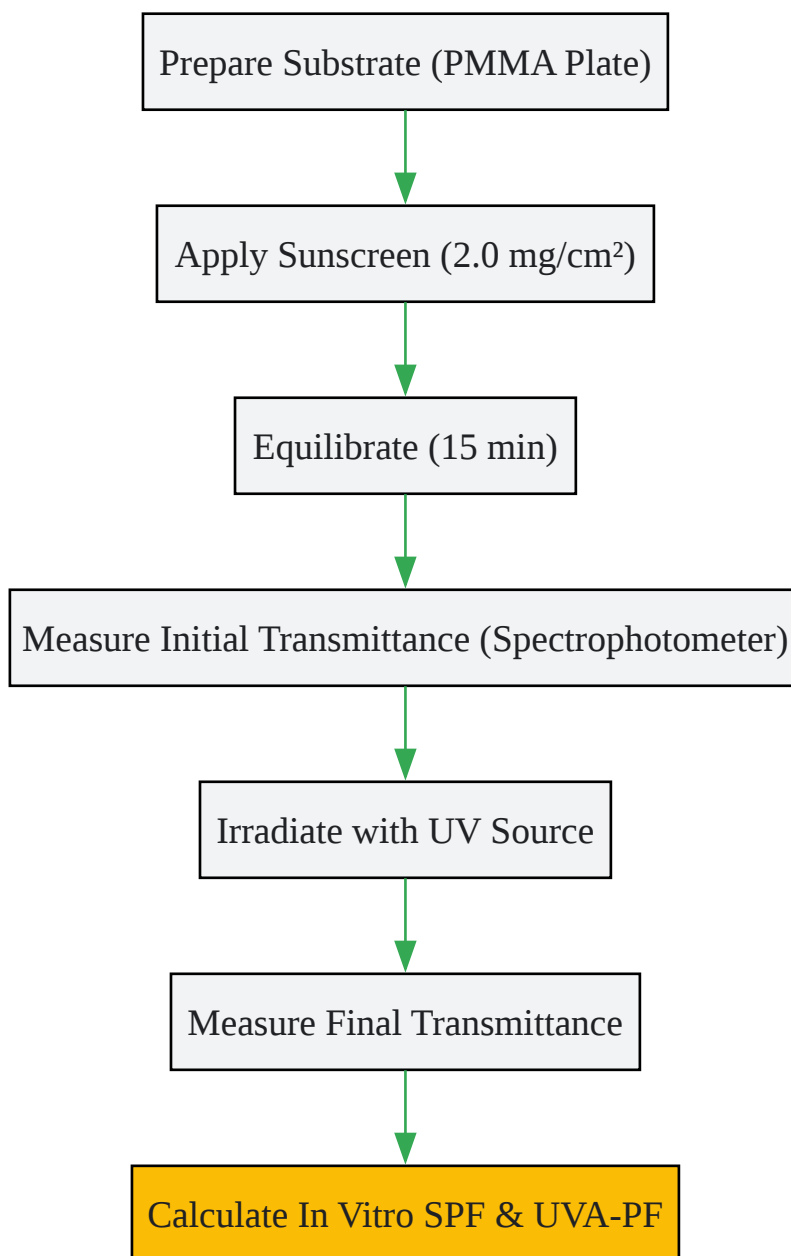 Prepare Substrate (PMMA Plate)
Apply Sunscreen (2.0 mg/cm²)
Equilibrate (15 min)
Measure Initial Transmittance (Spectrophotometer)
Irradiate with UV Source
Measure Final Transmittance
Calculate In Vitro SPF & UVA-PF